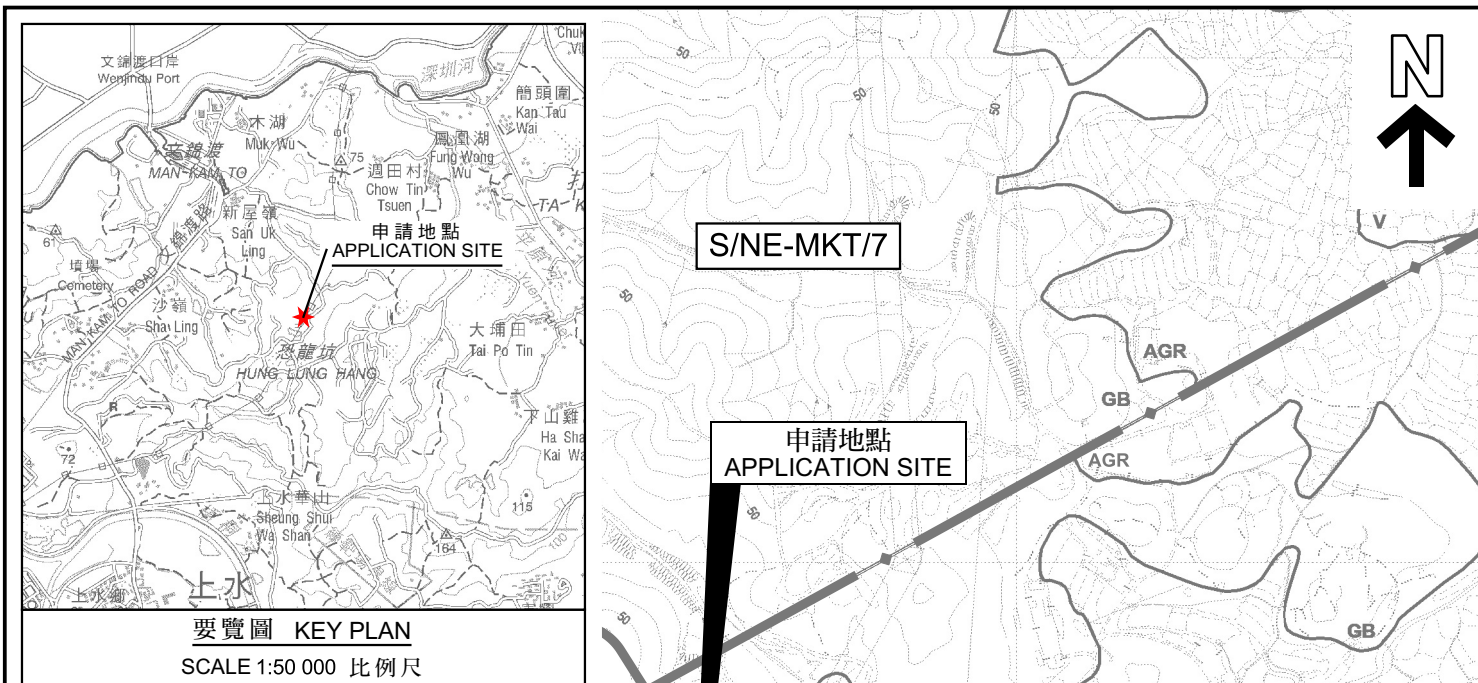 文錦渡口岸
Wenjindu Port
深圳河
簡頭圍
Kan Tau
Wai
木湖
Muk Wu
文錦渡
MAN KAM TO
75
週田村
Chow Tin
Tsuen
鳳凰湖
Fung Wong
Wu
打
TA K
新屋嶺
San Uk
Ling
申請地點
APPLICATION SITE
61
墳場
Cemetery
MAN KAM TO ROAD 文錦渡路
沙嶺
Sha Ling
大埔田
Tai Po Tin
恐龍坑
HUNG LUNG HANG
R
下山雞
Ha Sha
Kai Wa
72
水華山
Sheung Shui
Wa Shan
115
164
100
上水鄉
上水
要覽圖 KEY PLAN
SCALE 1:50 000 比例尺
N
50
50
50
V
S/NE-MKT/7
50
AGR
GB
AGR
申請地點
APPLICATION SITE
50
50
GB